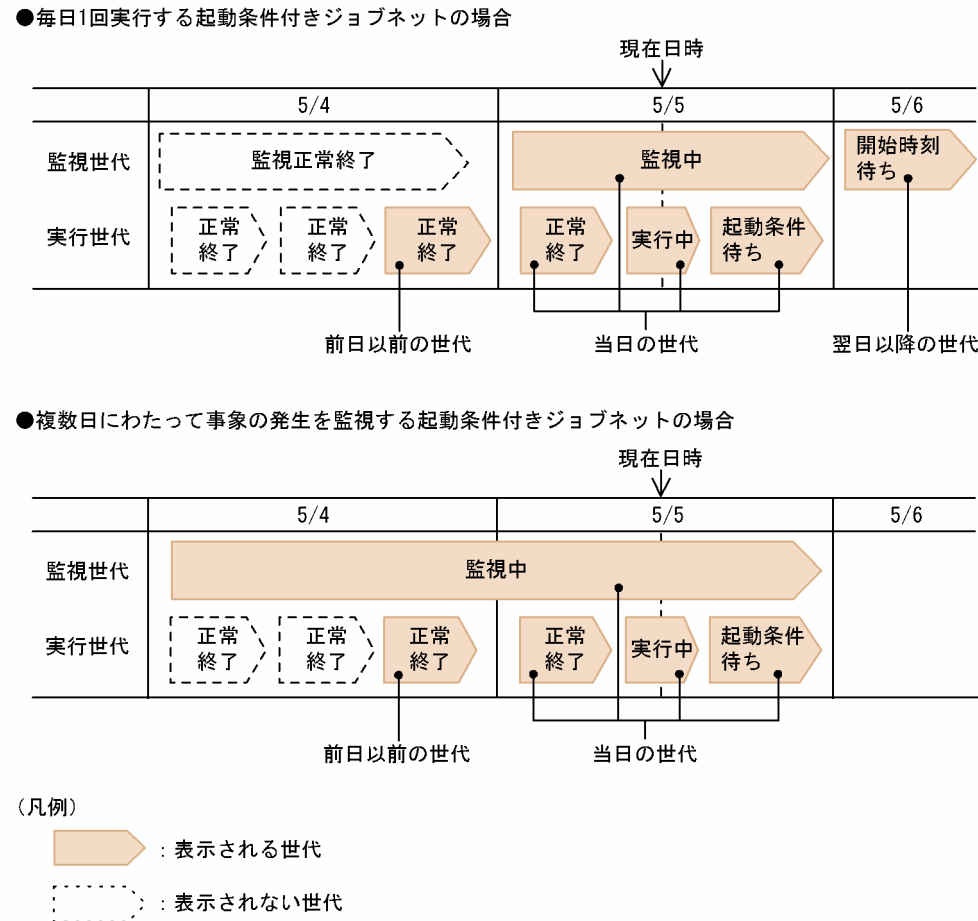 ●毎日1回実行する起動条件付きジョブネットの場合
現在日時
5/4 5/5 5/6
監視世代 監視正常終了 監視中 開始時刻
待ち
実行世代 正常 正常 正常 正常 実行中 起動条件
終了 終了 終了 終了 待ち
前日以前の世代 当日の世代 翌日以降の世代
●複数日にわたって事象の発生を監視する起動条件付きジョブネットの場合
現在日時
5/4 5/5 5/6
監視世代 監視中
実行世代 正常 正常 正常 正常 実行中 起動条件
終了 終了 終了 終了 待ち
前日以前の世代 当日の世代
(凡例)
:表示される世代
:表示されない世代